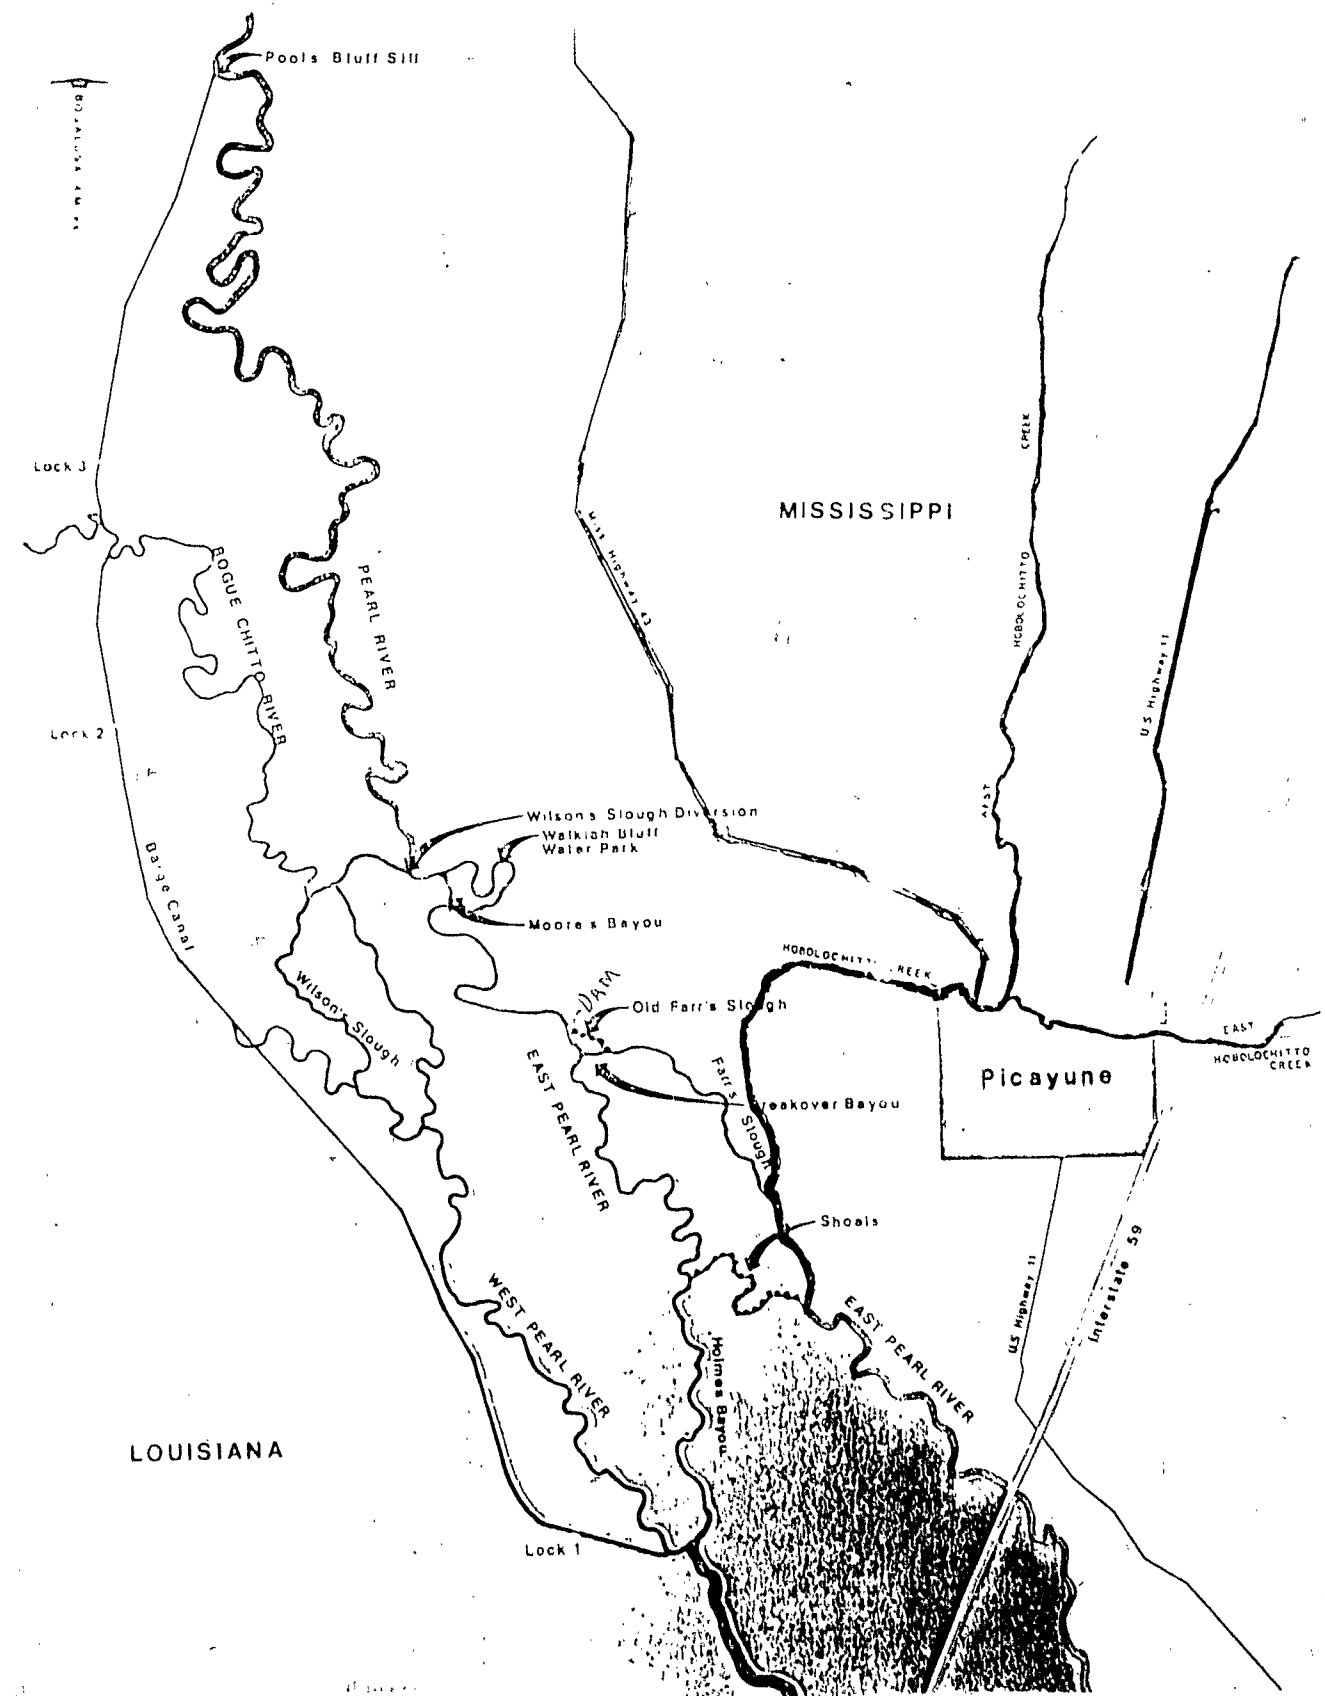 Pools Bluff Sill
Lock 3
MISSISSIPPI
CREEK
HOBOLOCHITTO
BOGUE CHITTO RIVER
PEARL RIVER
MISS. Highway 43
U.S Highway 11
Lock 2
Wilson's Slough Diversion
Walkiah Bluff
Water Park
Barge Canal
Moore's Bayou
HOBOLOCHITTO CREEK
Wilson's Slough
DAM
Old Farr's Slough
EAST
HOBOLOCHITTO
CREEK
Picayune
EAST PEARL RIVER
Farr's Slough
Breakover Bayou
Shoals
WEST PEARL RIVER
Holmes Bayou
EAST PEARL RIVER
U.S Highway 11
Interstate 59
LOUISIANA
Lock 1